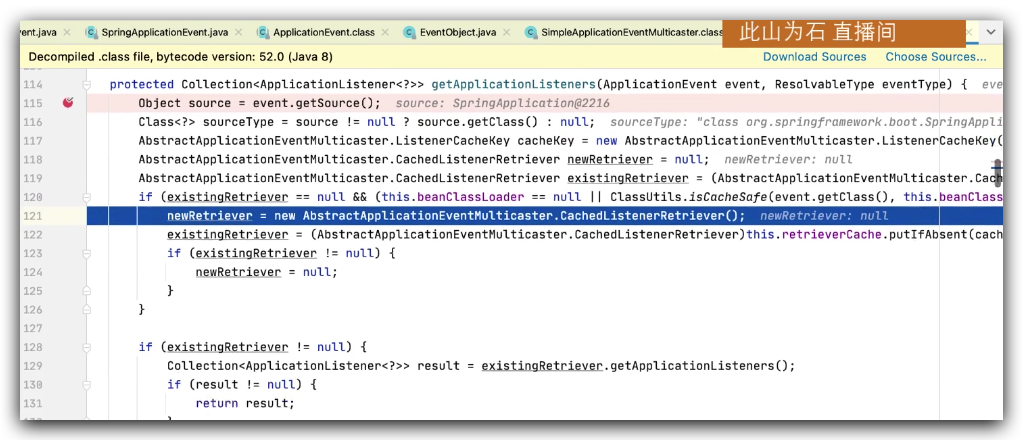 ent.java SpringApplicationEvent.java ApplicationEvent.class EventObject.java SimpleApplicationEventMulticaster.class 此山为石 直播间
Decompiled .class file, bytecode version: 52.0 (Java 8) Download Sources Choose Sources...
114 protected Collection<ApplicationListener<?>> getApplicationListeners(ApplicationEvent event, ResolvableType eventType) { eve
115 Object source = event.getSource(); source: SpringApplication@2216
116 Class<?> sourceType = source != null ? source.getClass() : null; sourceType: "class org.springframework.boot.SpringAppli
117 AbstractApplicationEventMulticaster.ListenerCacheKey cacheKey = new AbstractApplicationEventMulticaster.ListenerCacheKey(
118 AbstractApplicationEventMulticaster.CachedListenerRetriever newRetriever = null; newRetriever: null
119 AbstractApplicationEventMulticaster.CachedListenerRetriever existingRetriever = (AbstractApplicationEventMulticaster.Cach
120 if (existingRetriever == null && (this.beanClassLoader == null || ClassUtils.isCacheSafe(event.getClass(), this.beanClass
121 newRetriever = new AbstractApplicationEventMulticaster.CachedListenerRetriever(); newRetriever: null
122 existingRetriever = (AbstractApplicationEventMulticaster.CachedListenerRetriever)this.retrieverCache.putIfAbsent(cach
123 if (existingRetriever != null) {
124 newRetriever = null;
125 }
126 }
127
128 if (existingRetriever != null) {
129 Collection<ApplicationListener<?>> result = existingRetriever.getApplicationListeners();
130 if (result != null) {
131 return result;